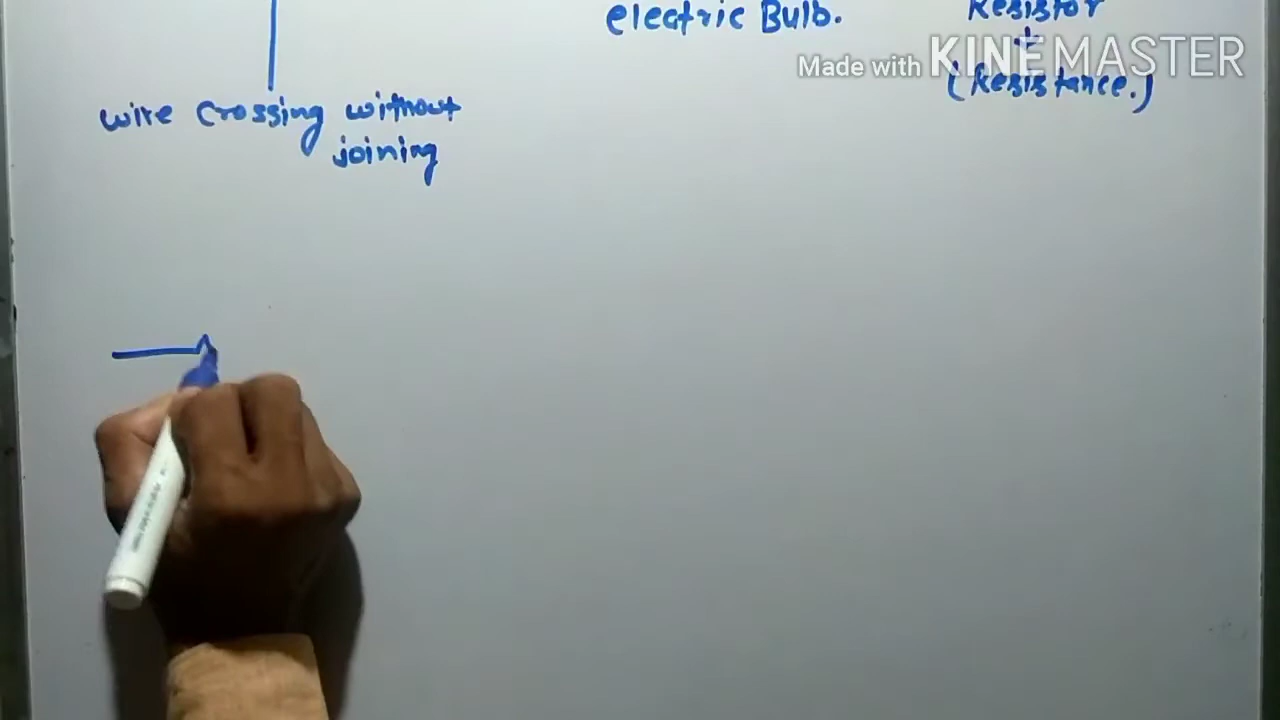 electric Bulb.
Resistor
+
Made with KINEMASTER
(Resistance.)
wire crossing without
joining